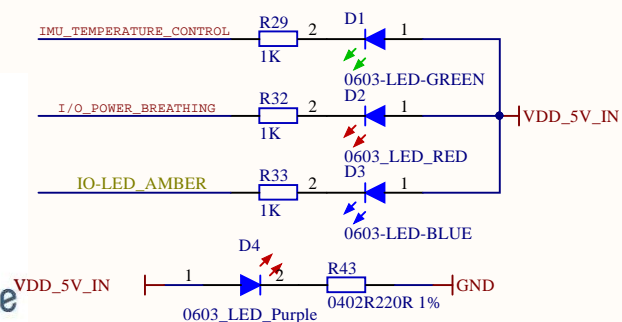 IMU_TEMPERATURE_CONTROL R29 2 D1 1
1K 0603-LED-GREEN
I/O_POWER_BREATHING R32 2 D2 1 VDD_5V_IN
1K 0603_LED_RED
IO-LED_AMBER R33 2 D3 1
1K 0603-LED-BLUE
D4
VDD_5V_IN 1 2 R43 GND
0603_LED_Purple 0402R220R 1%
e